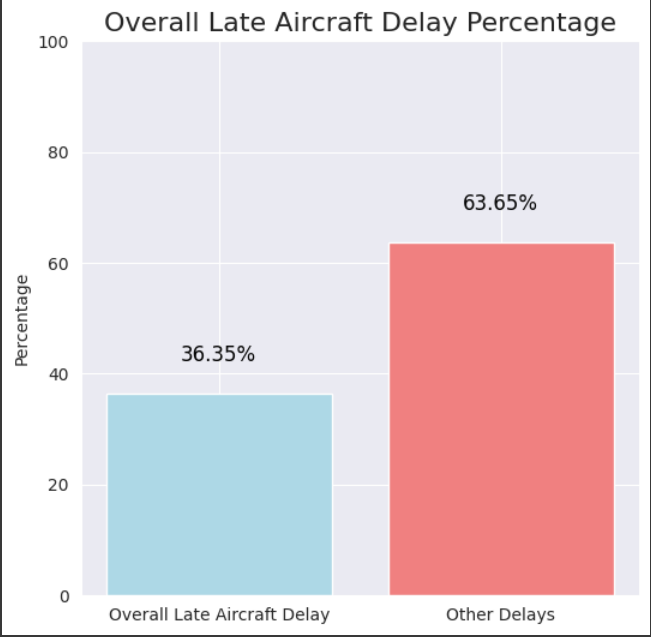 Overall Late Aircraft Delay Percentage
100
80
60
40
20
0
Percentage
36.35%
63.65%
Overall Late Aircraft Delay
Other Delays